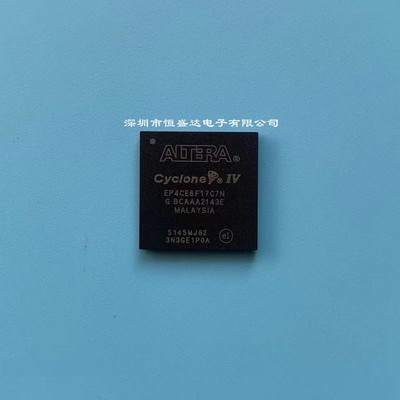 深圳市恒盛达电子有限公司
ALTERA®
Cyclone® IV
EP4CE6F17C7N
G BCAAA2143E
MALAYSIA
5145MJ82
3N3GE1P0A
e1